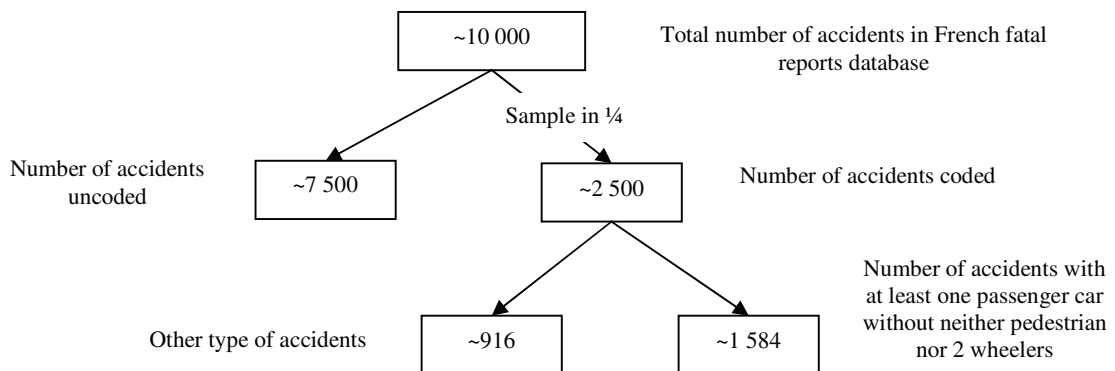 ~10 000
Total number of accidents in French fatal
reports database
Sample in ¼
Number of accidents
uncoded
~7 500
~2 500
Number of accidents coded
Other type of accidents
~916
~1 584
Number of accidents with
at least one passenger car
without neither pedestrian
nor 2 wheelers